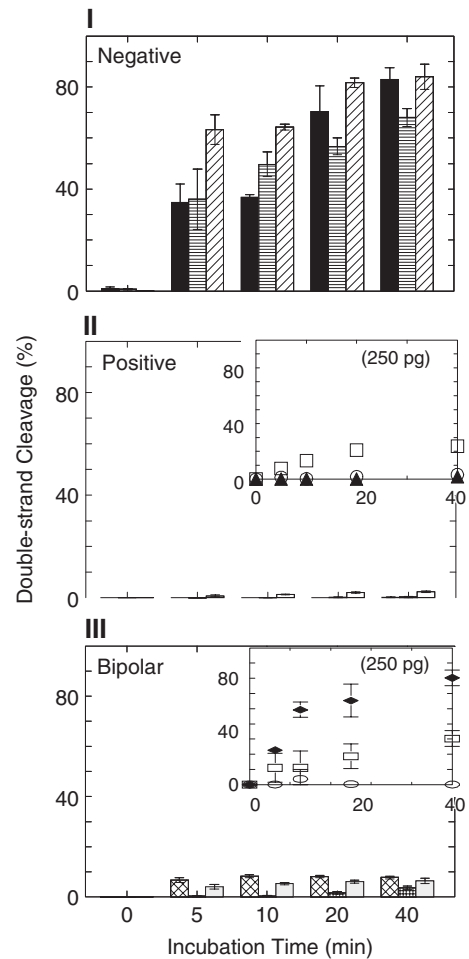 I
Negative
80
40
0
II
Positive
(250 pg)
80
40
0
0 20 40
80
40
0
III
Bipolar
(250 pg)
80
40
0
0 20 40
80
40
0
0 5 10 20 40
Incubation Time (min)
Double-strand Cleavage (%)